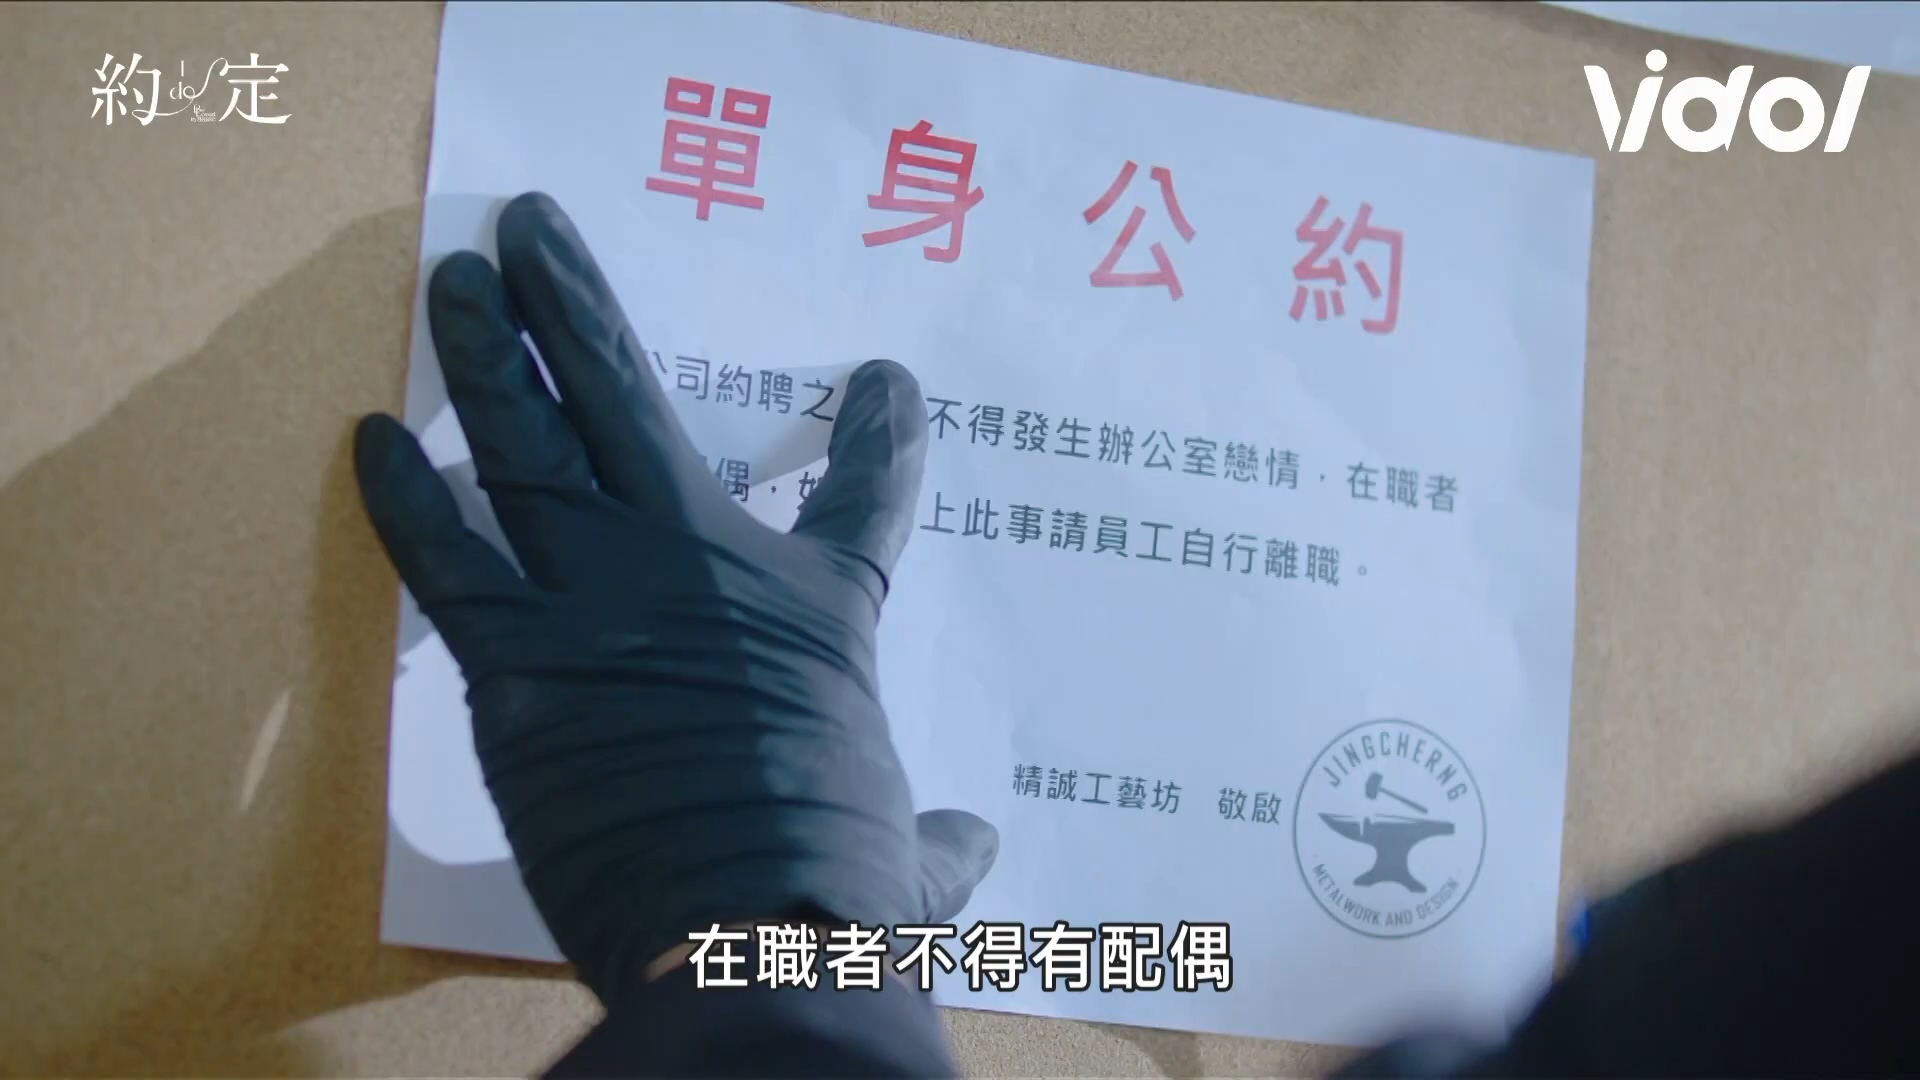 約 I do 定
Vidol
單身公約
公司約聘之
不得發生辦公室戀情，在職者
偶，如
上此事請員工自行離職。
精誠工藝坊 敬啟
JINGCHERNG
METALWORK AND DESIGN
在職者不得有配偶